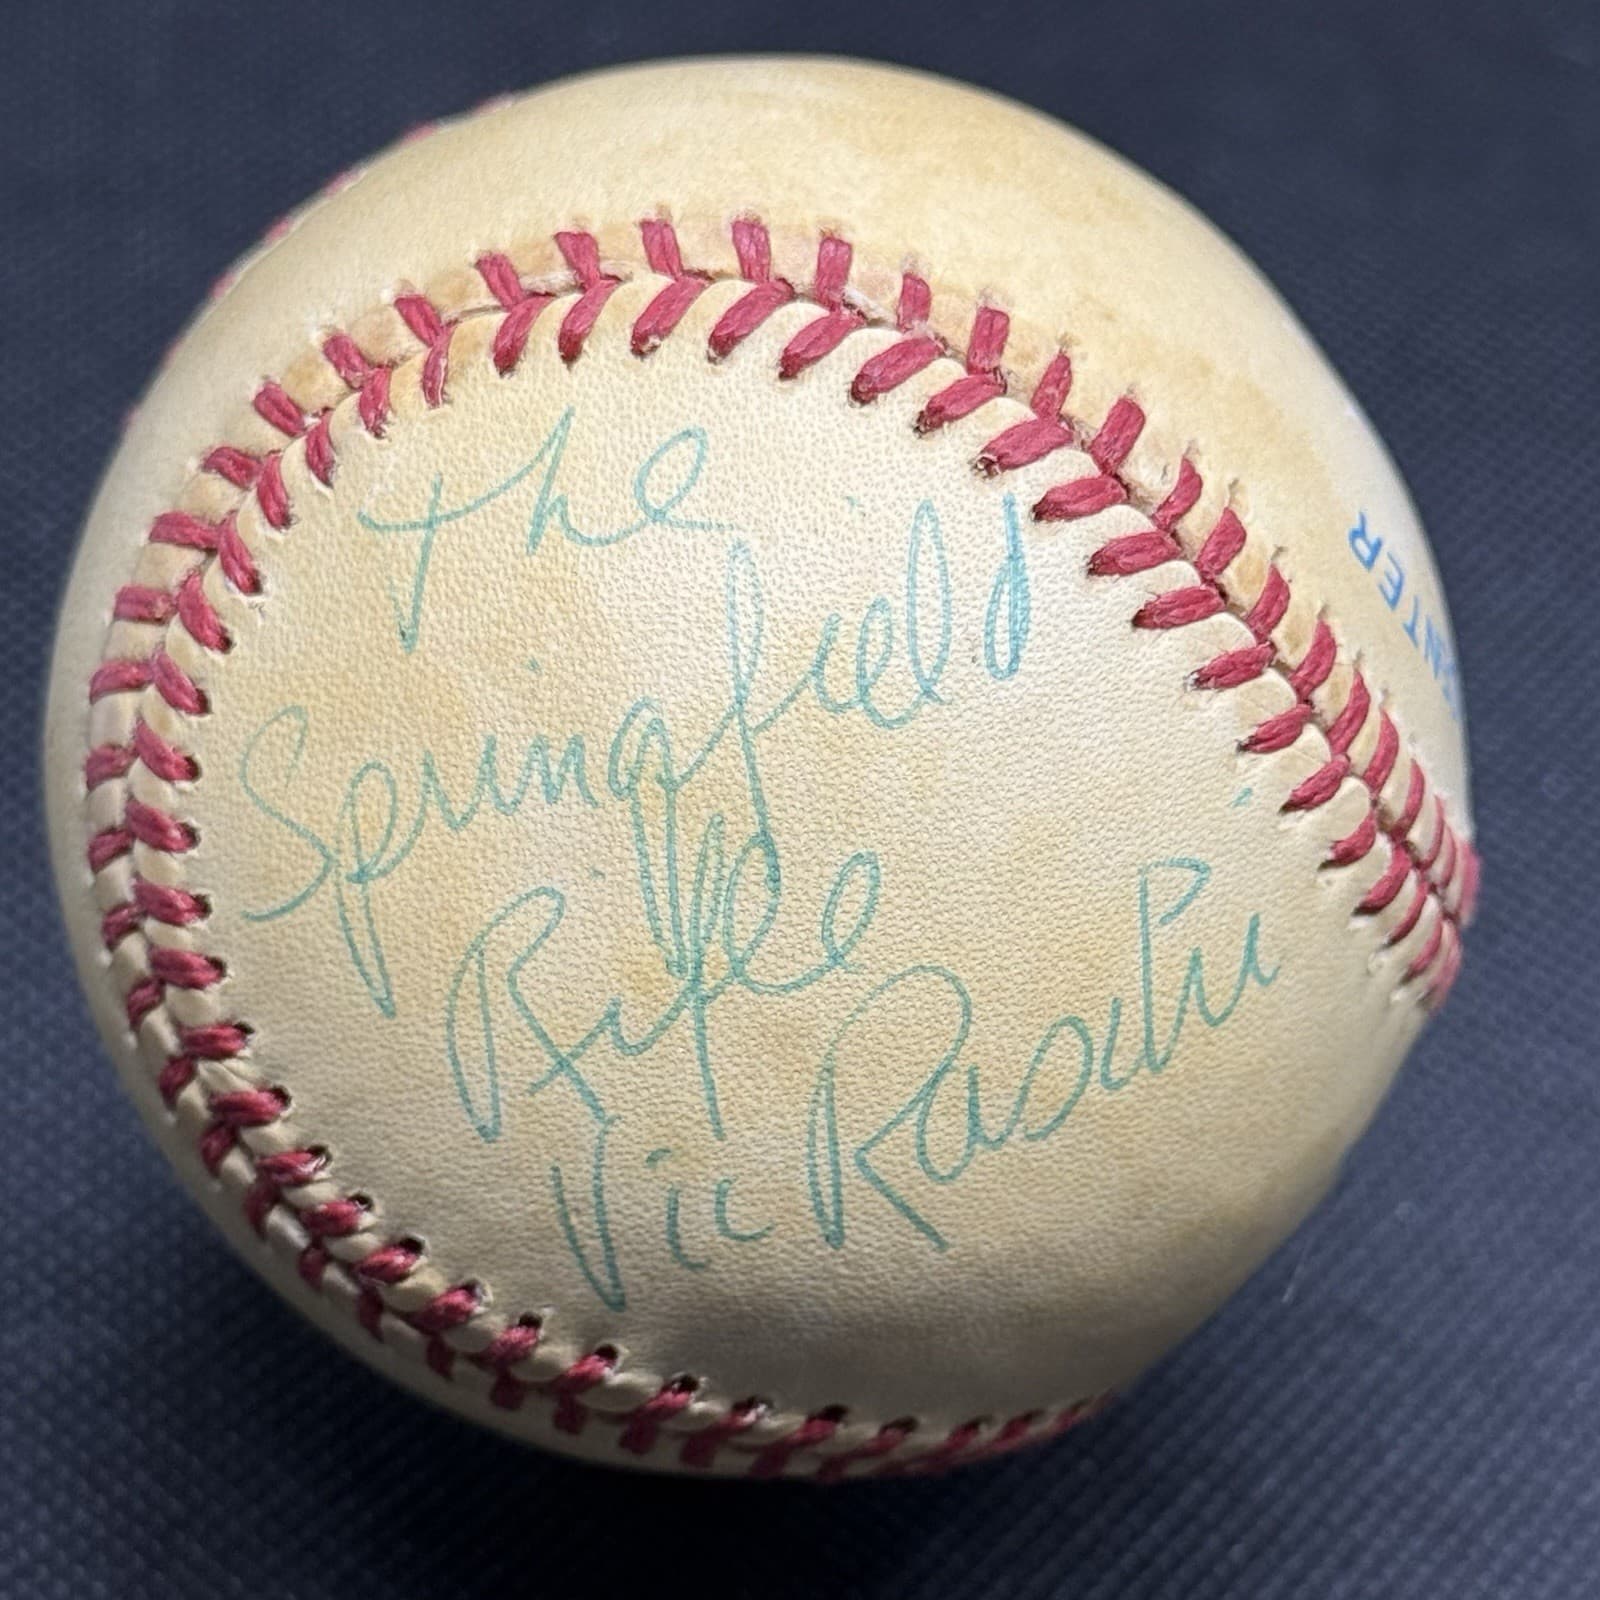 The
Springfield
Rifle
Vic Raschi